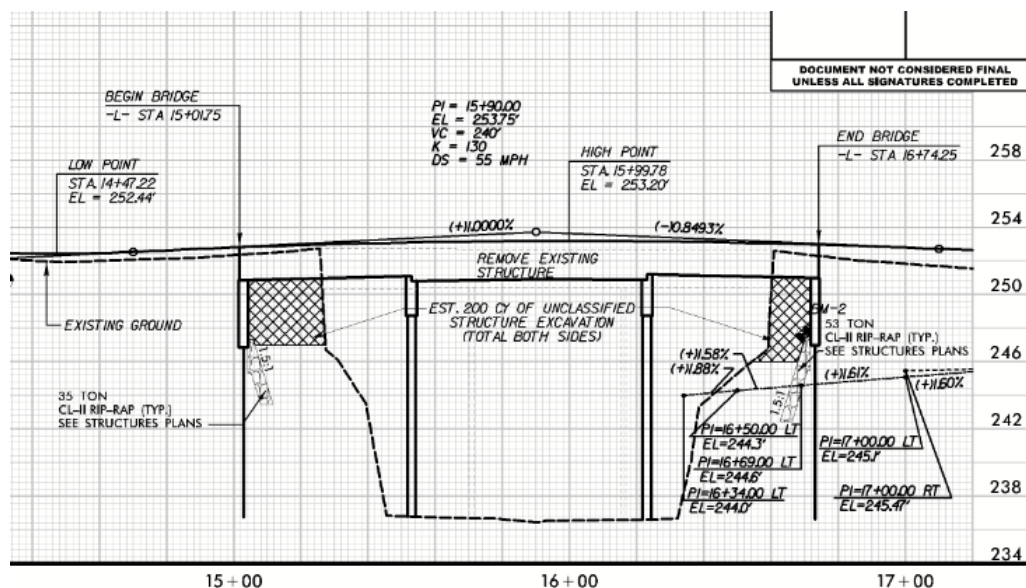 DOCUMENT NOT CONSIDERED FINAL
UNLESS ALL SIGNATURES COMPLETED
BEGIN BRIDGE
-L- STA 15+01.75
PI = 15+90.00
EL = 253.75'
VC = 240'
K = 130
DS = 55 MPH
END BRIDGE
-L- STA 16+74.25
LOW POINT
STA. 14+47.22
EL = 252.44'
HIGH POINT
STA. 15+99.78
EL = 253.20'
258
254
250
246
242
238
234
(+)1.0000%
(-)0.8493%
REMOVE EXISTING
STRUCTURE
EXISTING GROUND
EST. 200 CY OF UNCLASSIFIED
STRUCTURE EXCAVATION
(TOTAL BOTH SIDES)
BM-2
53 TON
CL-II RIP-RAP (TYP.)
SEE STRUCTURES PLANS
1.5:1
(+)1.58%
(+)1.88%
(+)1.61%
(+)1.60%
35 TON
CL-II RIP-RAP (TYP.)
SEE STRUCTURES PLANS
1.5:1
PI=16+50.00 LT
EL=244.3'
PI=16+69.00 LT
EL=244.6'
PI=16+34.00 LT
EL=244.0'
PI=17+00.00 LT
EL=245.1'
PI=17+00.00 RT
EL=245.47'
15+00
16+00
17+00